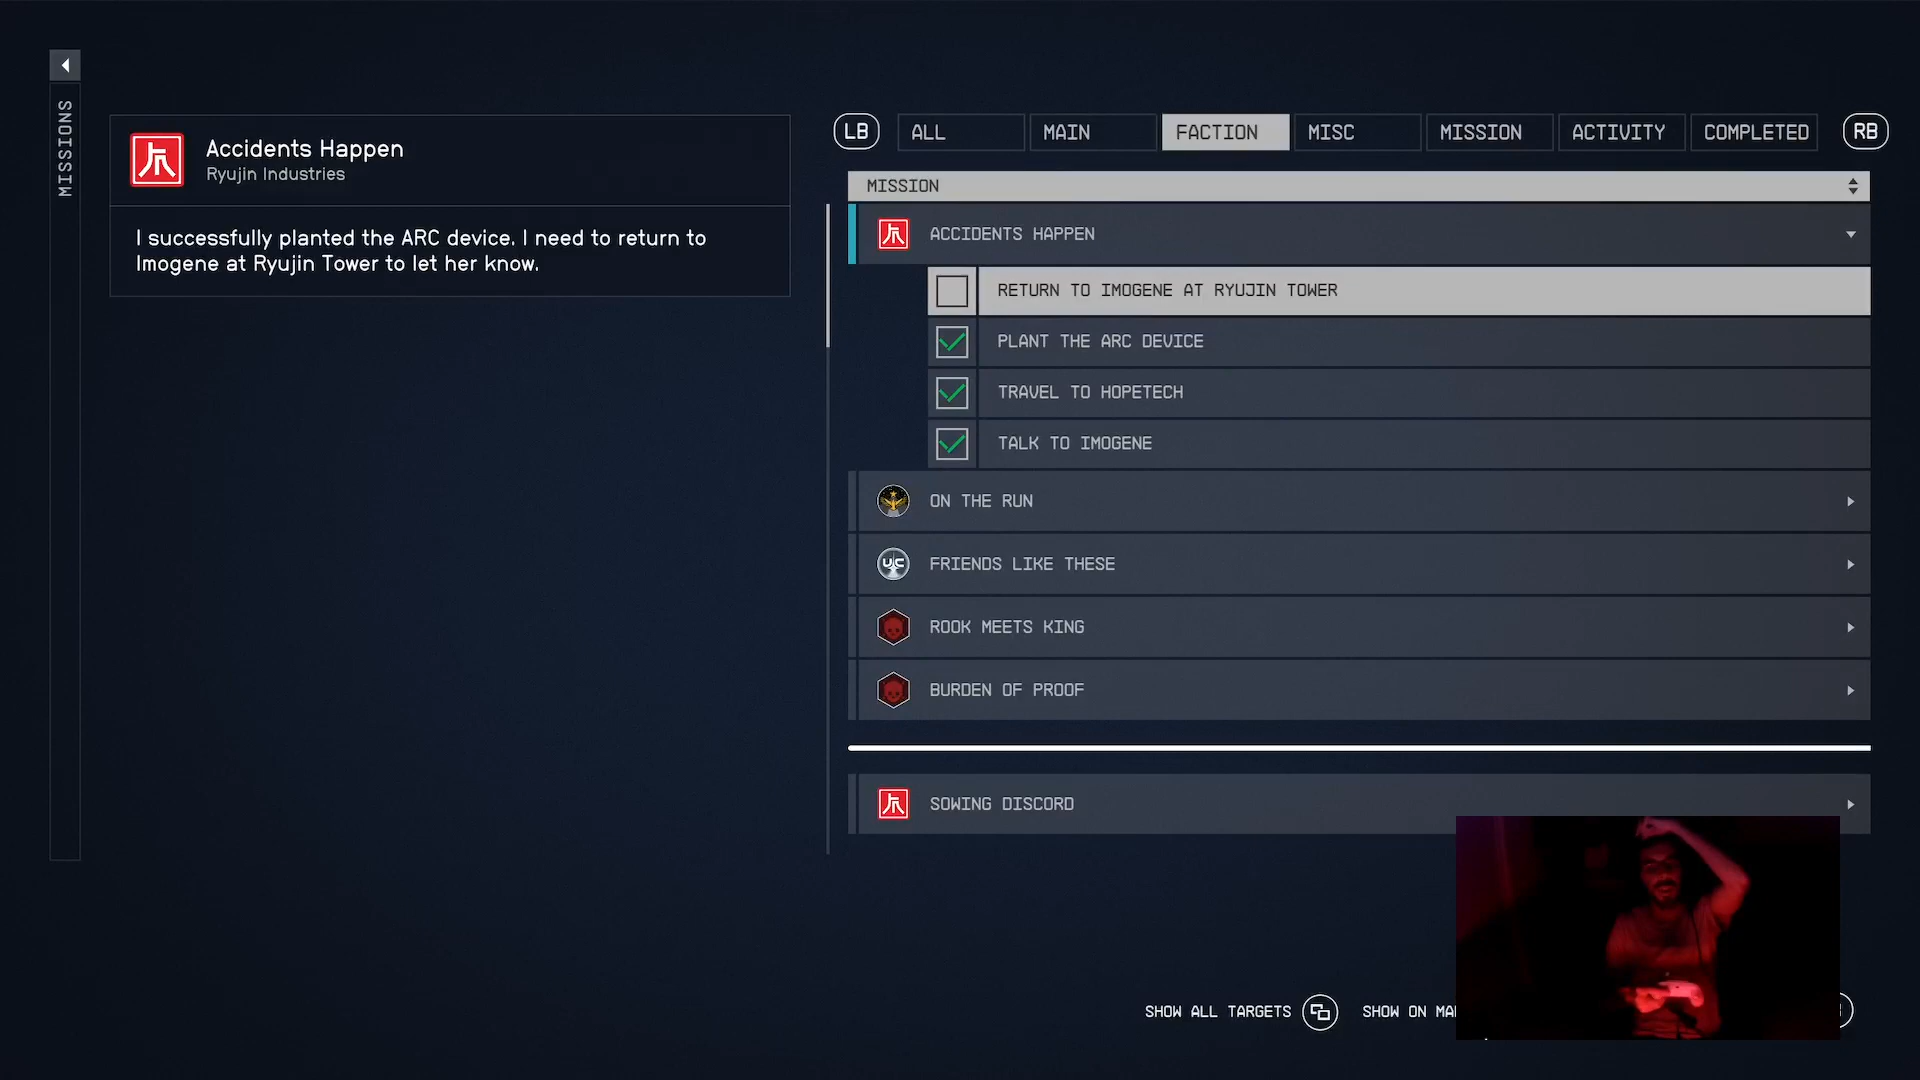 MISSIONS
Accidents Happen
Ryujin Industries
I successfully planted the ARC device. I need to return to
Imogene at Ryujin Tower to let her know.
LB
ALL
MAIN
FACTION
MISC
MISSION
ACTIVITY
COMPLETED
RB
MISSION
ACCIDENTS HAPPEN
RETURN TO IMOGENE AT RYUJIN TOWER
PLANT THE ARC DEVICE
TRAVEL TO HOPETECH
TALK TO IMOGENE
ON THE RUN
UC
FRIENDS LIKE THESE
ROOK MEETS KING
BURDEN OF PROOF
SOWING DISCORD
SHOW ALL TARGETS
SHOW ON